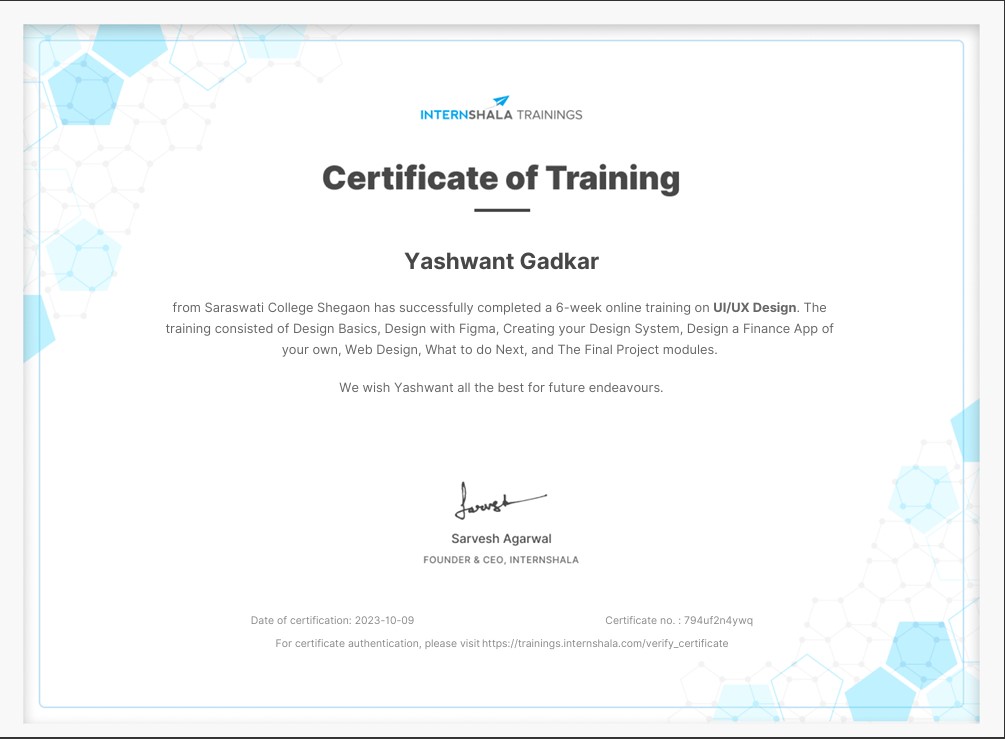 INTERNSHALA TRAININGS
Certificate of Training
Yashwant Gadkar
from Saraswati College Shegaon has successfully completed a 6-week online training on UI/UX Design. The
training consisted of Design Basics, Design with Figma, Creating your Design System, Design a Finance App of
your own, Web Design, What to do Next, and The Final Project modules.
We wish Yashwant all the best for future endeavours.
Sarvesh
Sarvesh Agarwal
FOUNDER & CEO, INTERNSHALA
Date of certification: 2023-10-09 Certificate no. : 794uf2n4ywq
For certificate authentication, please visit https://trainings.internshala.com/verify_certificate